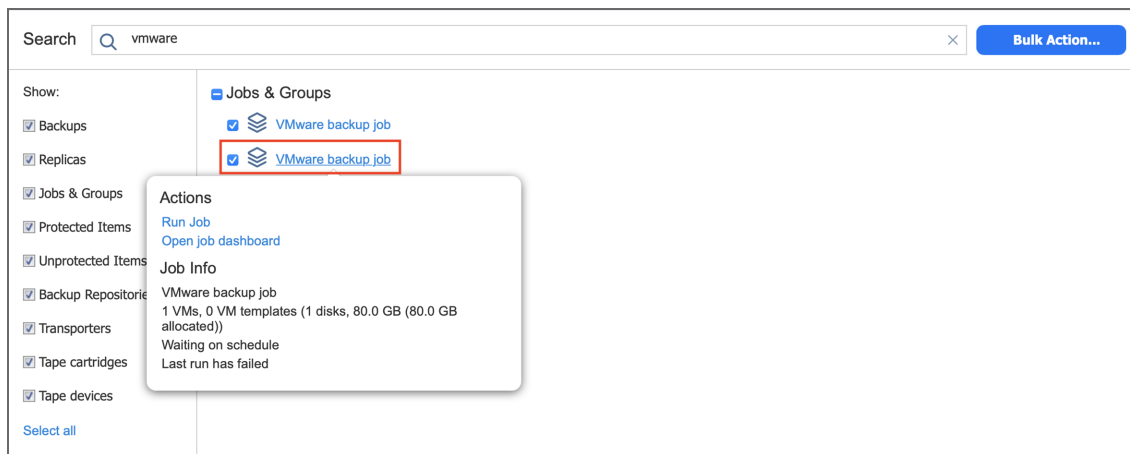 Search
vmware
Bulk Action...
Show:
Backups
Replicas
Jobs & Groups
Protected Items
Unprotected Items
Backup Repositorie
Transporters
Tape cartridges
Tape devices
Select all
Jobs & Groups
VMware backup job
VMware backup job
Actions
Run Job
Open job dashboard
Job Info
VMware backup job
1 VMs, 0 VM templates (1 disks, 80.0 GB (80.0 GB
allocated))
Waiting on schedule
Last run has failed